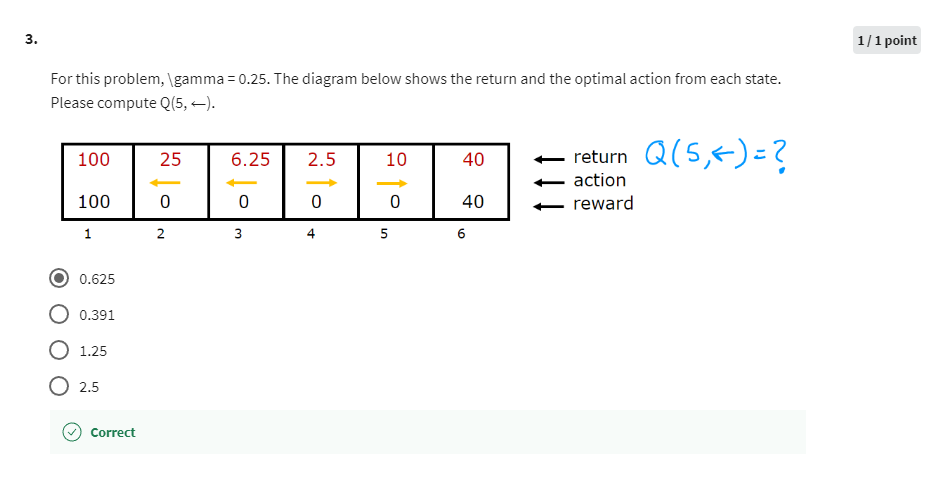 3.
1 / 1 point
For this problem, \gamma = 0.25. The diagram below shows the return and the optimal action from each state.
Please compute Q(5, ←).
100 25 6.25 2.5 10 40 ← return Q(5,←)=?
← ← → → ← action
100 0 0 0 0 40 ← reward
1 2 3 4 5 6
0.625
0.391
1.25
2.5
Correct